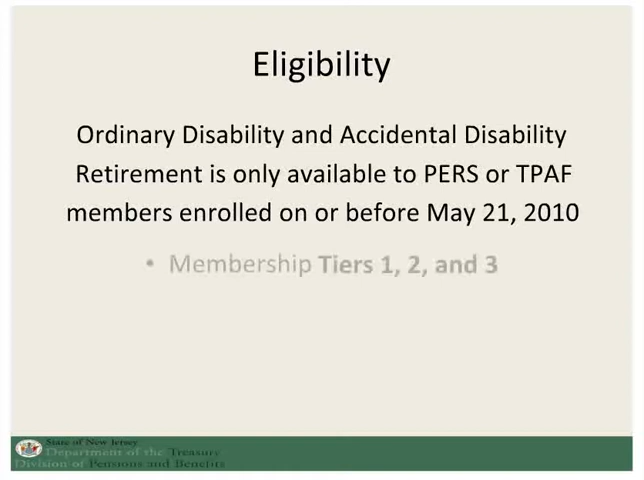 Eligibility
Ordinary Disability and Accidental Disability
Retirement is only available to PERS or TPAF
members enrolled on or before May 21, 2010
• Membership Tiers 1, 2, and 3
State of New Jersey
Department of the Treasury
Division of Pensions and Benefits